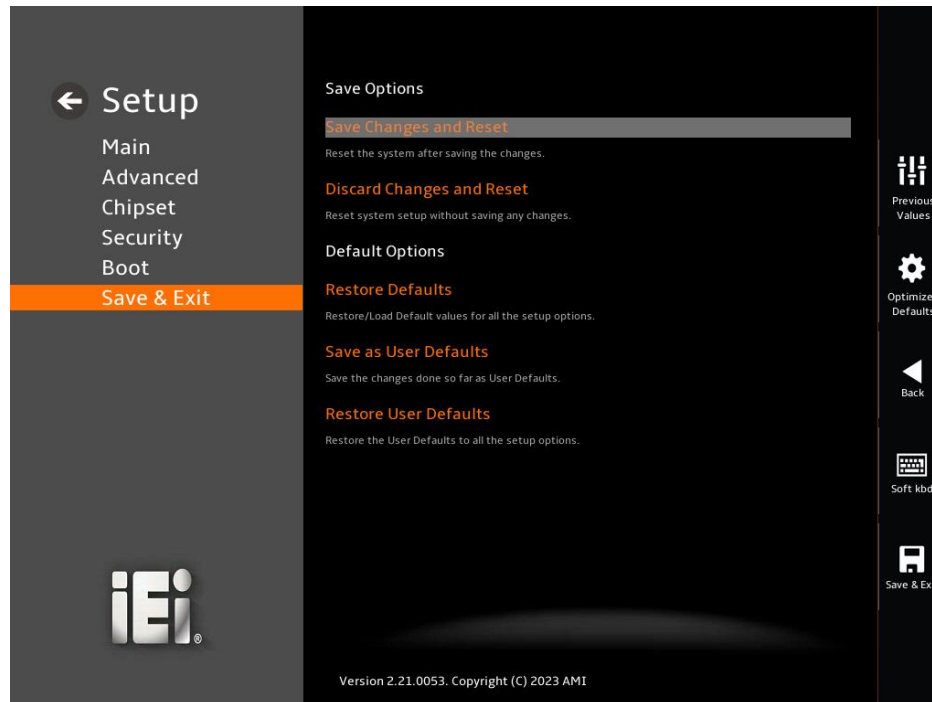 Setup
Main
Advanced
Chipset
Security
Boot
Save & Exit
iEi®
Save Options
Save Changes and Reset
Reset the system after saving the changes.
Discard Changes and Reset
Reset system setup without saving any changes.
Default Options
Restore Defaults
Restore/Load Default values for all the setup options.
Save as User Defaults
Save the changes done so far as User Defaults.
Restore User Defaults
Restore the User Defaults to all the setup options.
Version 2.21.0053. Copyright (C) 2023 AMI
Previous
Values
Optimize
Defaults
Back
Soft kbd
Save & Ex